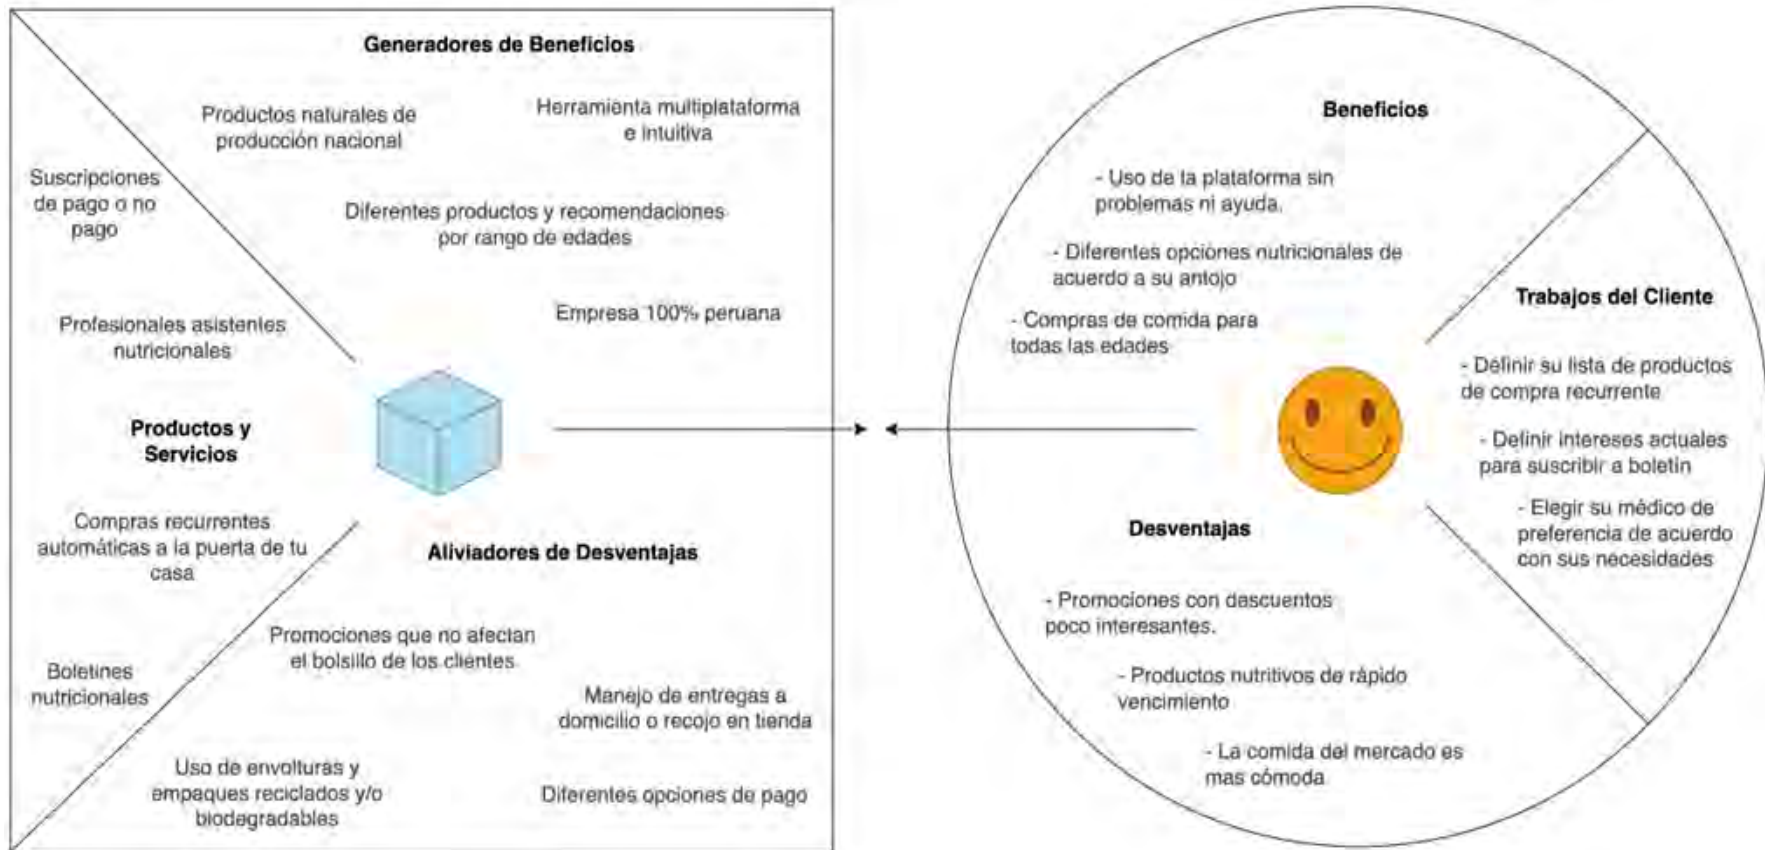 Generadores de Beneficios
Productos naturales de
producción nacional
Herramienta multiplataforma
e intuitiva
Diferentes productos y recomendaciones
por rango de edades
Empresa 100% peruana
Suscripciones
de pago o no
pago
Profesionales asistentes
nutricionales
Productos y
Servicios
Compras recurrentes
automáticas a la puerta de tu
casa
Boletines
nutricionales
Aliviadores de Desventajas
Promociones que no afectan
el bolsillo de los clientes
Manejo de entregas a
domicilio o recojo en tienda
Uso de envolturas y
empaques reciclados y/o
biodegradables
Diferentes opciones de pago
Beneficios
- Uso de la plataforma sin
problemas ni ayuda.
- Diferentes opciones nutricionales de
acuerdo a su antojo
- Compras de comida para
todas las edades
Trabajos del Cliente
- Definir su lista de productos
de compra recurrente
- Definir intereses actuales
para suscribir a boletín
- Elegir su médico de
preferencia de acuerdo
con sus necesidades
Desventajas
- Promociones con descuentos
poco interesantes.
- Productos nutritivos de rápido
vencimiento
- La comida del mercado es
mas cómoda